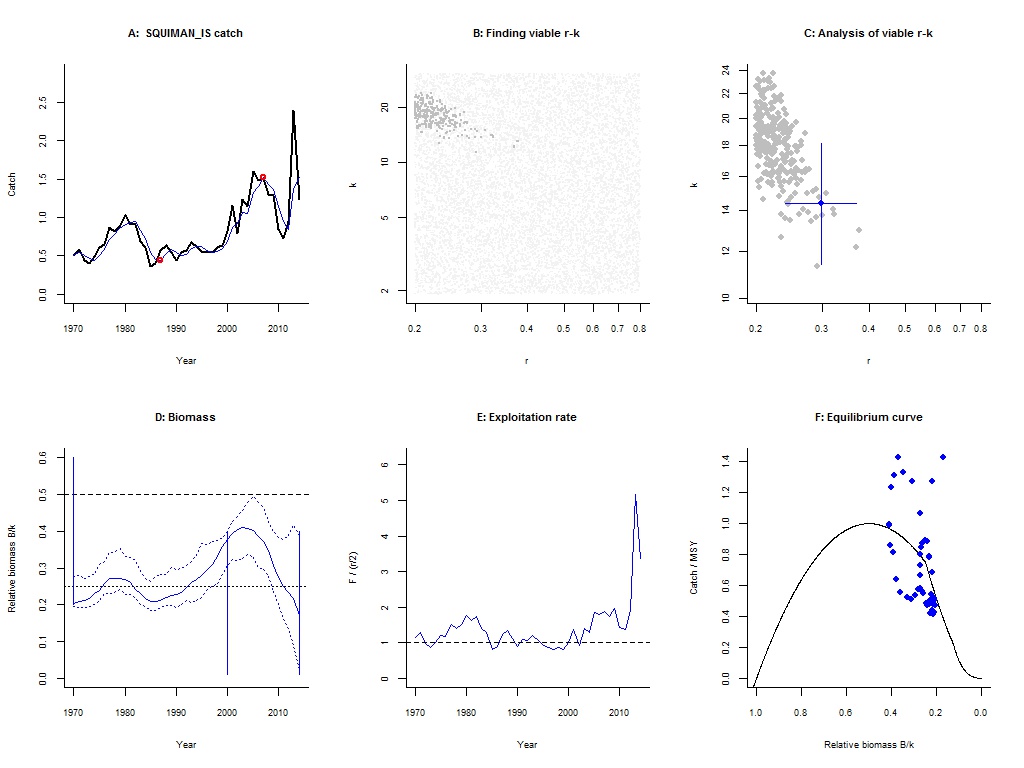 A:  SQUIMAN_IS catch
Catch
0.0 0.5 1.0 1.5 2.0 2.5
1970 1980 1990 2000 2010
Year
B: Finding viable r-k
k
2 5 10 20
0.2 0.3 0.4 0.5 0.6 0.7 0.8
r
C: Analysis of viable r-k
k
10 12 14 16 18 20 22 24
0.2 0.3 0.4 0.5 0.6 0.7 0.8
r
D: Biomass
Relative biomass B/k
0.0 0.1 0.2 0.3 0.4 0.5 0.6
1970 1980 1990 2000 2010
Year
E: Exploitation rate
F / (r/2)
0 1 2 3 4 5 6
1970 1980 1990 2000 2010
Year
F: Equilibrium curve
Catch / MSY
0.0 0.2 0.4 0.6 0.8 1.0 1.2 1.4
1.0 0.8 0.6 0.4 0.2 0.0
Relative biomass B/k